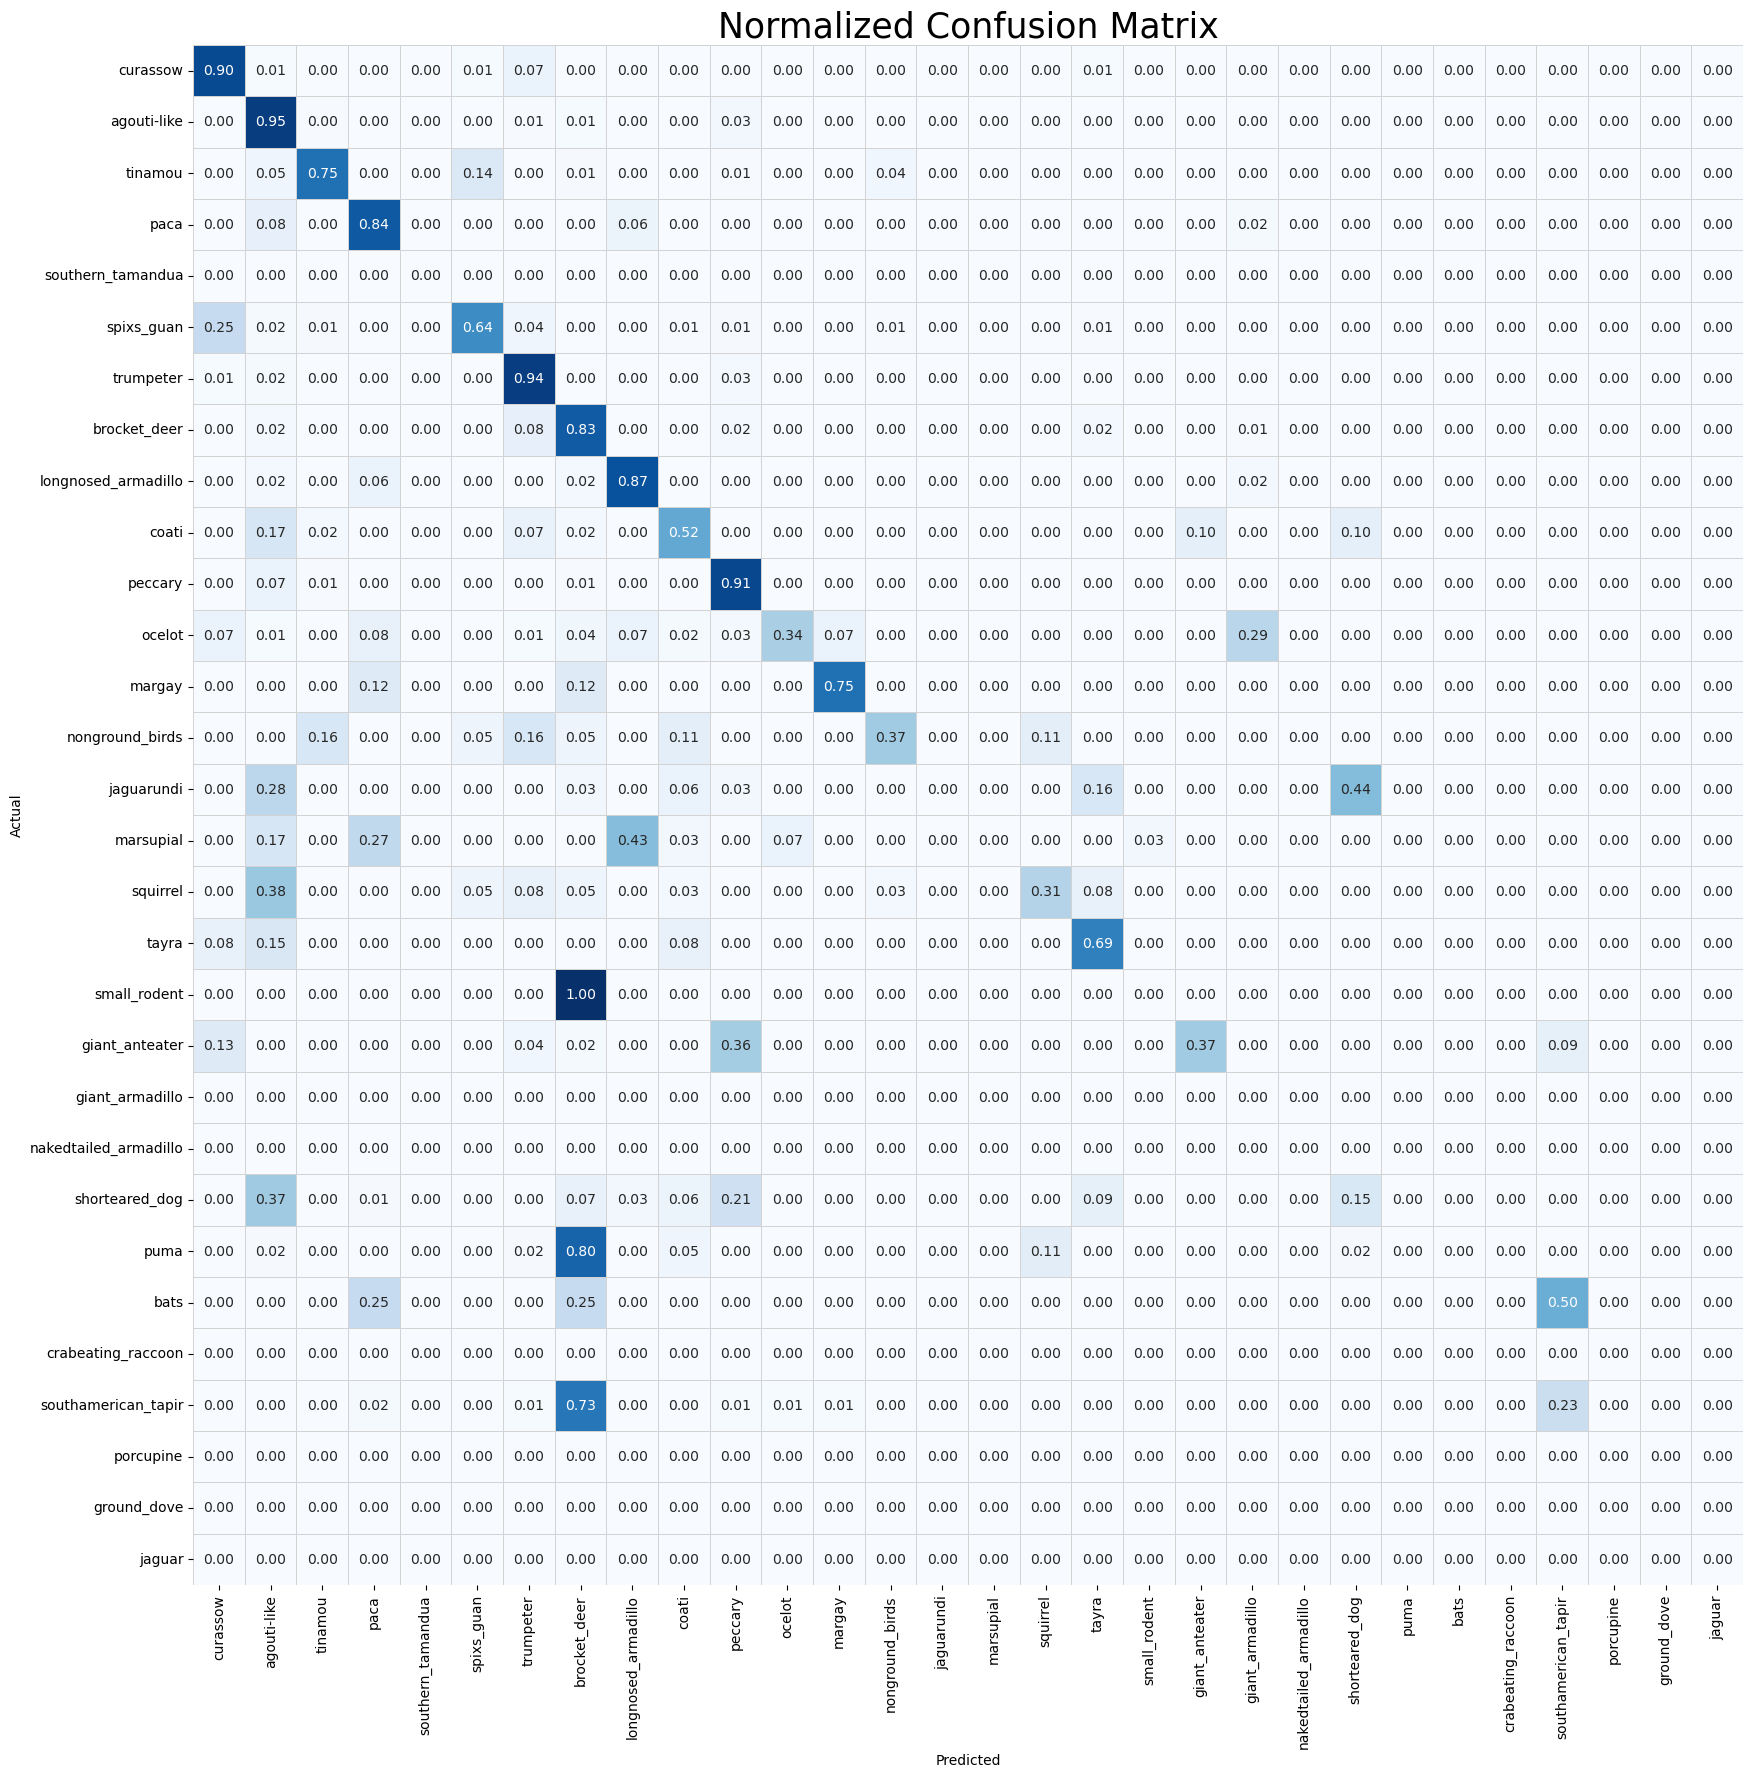 Normalized Confusion Matrix
curassow 0.90 0.01 0.00 0.00 0.00 0.01 0.07 0.00 0.00 0.00 0.00 0.00 0.00 0.00 0.00 0.00 0.00 0.01 0.00 0.00 0.00 0.00 0.00 0.00 0.00 0.00 0.00 0.00 0.00 0.00
agouti-like 0.00 0.95 0.00 0.00 0.00 0.00 0.01 0.01 0.00 0.00 0.03 0.00 0.00 0.00 0.00 0.00 0.00 0.00 0.00 0.00 0.00 0.00 0.00 0.00 0.00 0.00 0.00 0.00 0.00 0.00
tinamou 0.00 0.05 0.75 0.00 0.00 0.14 0.00 0.01 0.00 0.00 0.01 0.00 0.00 0.04 0.00 0.00 0.00 0.00 0.00 0.00 0.00 0.00 0.00 0.00 0.00 0.00 0.00 0.00 0.00 0.00
paca 0.00 0.08 0.00 0.84 0.00 0.00 0.00 0.00 0.06 0.00 0.00 0.00 0.00 0.00 0.00 0.00 0.00 0.00 0.00 0.00 0.02 0.00 0.00 0.00 0.00 0.00 0.00 0.00 0.00 0.00
southern_tamandua 0.00 0.00 0.00 0.00 0.00 0.00 0.00 0.00 0.00 0.00 0.00 0.00 0.00 0.00 0.00 0.00 0.00 0.00 0.00 0.00 0.00 0.00 0.00 0.00 0.00 0.00 0.00 0.00 0.00 0.00
spixs_guan 0.25 0.02 0.01 0.00 0.00 0.64 0.04 0.00 0.00 0.01 0.01 0.00 0.00 0.01 0.00 0.00 0.00 0.01 0.00 0.00 0.00 0.00 0.00 0.00 0.00 0.00 0.00 0.00 0.00 0.00
trumpeter 0.01 0.02 0.00 0.00 0.00 0.00 0.94 0.00 0.00 0.00 0.03 0.00 0.00 0.00 0.00 0.00 0.00 0.00 0.00 0.00 0.00 0.00 0.00 0.00 0.00 0.00 0.00 0.00 0.00 0.00
brocket_deer 0.00 0.02 0.00 0.00 0.00 0.00 0.08 0.83 0.00 0.00 0.02 0.00 0.00 0.00 0.00 0.00 0.00 0.02 0.00 0.00 0.01 0.00 0.00 0.00 0.00 0.00 0.00 0.00 0.00 0.00
longnosed_armadillo 0.00 0.02 0.00 0.06 0.00 0.00 0.00 0.02 0.87 0.00 0.00 0.00 0.00 0.00 0.00 0.00 0.00 0.00 0.00 0.00 0.02 0.00 0.00 0.00 0.00 0.00 0.00 0.00 0.00 0.00
coati 0.00 0.17 0.02 0.00 0.00 0.00 0.07 0.02 0.00 0.52 0.00 0.00 0.00 0.00 0.00 0.00 0.00 0.00 0.00 0.10 0.00 0.00 0.10 0.00 0.00 0.00 0.00 0.00 0.00 0.00
peccary 0.00 0.07 0.01 0.00 0.00 0.00 0.00 0.01 0.00 0.00 0.91 0.00 0.00 0.00 0.00 0.00 0.00 0.00 0.00 0.00 0.00 0.00 0.00 0.00 0.00 0.00 0.00 0.00 0.00 0.00
ocelot 0.07 0.01 0.00 0.08 0.00 0.00 0.01 0.04 0.07 0.02 0.03 0.34 0.07 0.00 0.00 0.00 0.00 0.00 0.00 0.00 0.29 0.00 0.00 0.00 0.00 0.00 0.00 0.00 0.00 0.00
margay 0.00 0.00 0.00 0.12 0.00 0.00 0.00 0.12 0.00 0.00 0.00 0.00 0.75 0.00 0.00 0.00 0.00 0.00 0.00 0.00 0.00 0.00 0.00 0.00 0.00 0.00 0.00 0.00 0.00 0.00
nonground_birds 0.00 0.00 0.16 0.00 0.00 0.05 0.16 0.05 0.00 0.11 0.00 0.00 0.00 0.37 0.00 0.00 0.11 0.00 0.00 0.00 0.00 0.00 0.00 0.00 0.00 0.00 0.00 0.00 0.00 0.00
jaguarundi 0.00 0.28 0.00 0.00 0.00 0.00 0.00 0.03 0.00 0.06 0.03 0.00 0.00 0.00 0.00 0.00 0.00 0.16 0.00 0.00 0.00 0.00 0.44 0.00 0.00 0.00 0.00 0.00 0.00 0.00
marsupial 0.00 0.17 0.00 0.27 0.00 0.00 0.00 0.00 0.43 0.03 0.00 0.07 0.00 0.00 0.00 0.00 0.00 0.00 0.03 0.00 0.00 0.00 0.00 0.00 0.00 0.00 0.00 0.00 0.00 0.00
squirrel 0.00 0.38 0.00 0.00 0.00 0.05 0.08 0.05 0.00 0.03 0.00 0.00 0.00 0.03 0.00 0.00 0.31 0.08 0.00 0.00 0.00 0.00 0.00 0.00 0.00 0.00 0.00 0.00 0.00 0.00
tayra 0.08 0.15 0.00 0.00 0.00 0.00 0.00 0.00 0.00 0.08 0.00 0.00 0.00 0.00 0.00 0.00 0.00 0.69 0.00 0.00 0.00 0.00 0.00 0.00 0.00 0.00 0.00 0.00 0.00 0.00
small_rodent 0.00 0.00 0.00 0.00 0.00 0.00 0.00 1.00 0.00 0.00 0.00 0.00 0.00 0.00 0.00 0.00 0.00 0.00 0.00 0.00 0.00 0.00 0.00 0.00 0.00 0.00 0.00 0.00 0.00 0.00
giant_anteater 0.13 0.00 0.00 0.00 0.00 0.00 0.04 0.02 0.00 0.00 0.36 0.00 0.00 0.00 0.00 0.00 0.00 0.00 0.00 0.37 0.00 0.00 0.00 0.00 0.00 0.00 0.09 0.00 0.00 0.00
giant_armadillo 0.00 0.00 0.00 0.00 0.00 0.00 0.00 0.00 0.00 0.00 0.00 0.00 0.00 0.00 0.00 0.00 0.00 0.00 0.00 0.00 0.00 0.00 0.00 0.00 0.00 0.00 0.00 0.00 0.00 0.00
nakedtailed_armadillo 0.00 0.00 0.00 0.00 0.00 0.00 0.00 0.00 0.00 0.00 0.00 0.00 0.00 0.00 0.00 0.00 0.00 0.00 0.00 0.00 0.00 0.00 0.00 0.00 0.00 0.00 0.00 0.00 0.00 0.00
shorteared_dog 0.00 0.37 0.00 0.01 0.00 0.00 0.00 0.07 0.03 0.06 0.21 0.00 0.00 0.00 0.00 0.00 0.00 0.09 0.00 0.00 0.00 0.00 0.15 0.00 0.00 0.00 0.00 0.00 0.00 0.00
puma 0.00 0.02 0.00 0.00 0.00 0.00 0.02 0.80 0.00 0.05 0.00 0.00 0.00 0.00 0.00 0.00 0.11 0.00 0.00 0.00 0.00 0.00 0.02 0.00 0.00 0.00 0.00 0.00 0.00 0.00
bats 0.00 0.00 0.00 0.25 0.00 0.00 0.00 0.25 0.00 0.00 0.00 0.00 0.00 0.00 0.00 0.00 0.00 0.00 0.00 0.00 0.00 0.00 0.00 0.00 0.00 0.00 0.50 0.00 0.00 0.00
crabeating_raccoon 0.00 0.00 0.00 0.00 0.00 0.00 0.00 0.00 0.00 0.00 0.00 0.00 0.00 0.00 0.00 0.00 0.00 0.00 0.00 0.00 0.00 0.00 0.00 0.00 0.00 0.00 0.00 0.00 0.00 0.00
southamerican_tapir 0.00 0.00 0.00 0.02 0.00 0.00 0.01 0.73 0.00 0.00 0.01 0.01 0.01 0.00 0.00 0.00 0.00 0.00 0.00 0.00 0.00 0.00 0.00 0.00 0.00 0.00 0.23 0.00 0.00 0.00
porcupine 0.00 0.00 0.00 0.00 0.00 0.00 0.00 0.00 0.00 0.00 0.00 0.00 0.00 0.00 0.00 0.00 0.00 0.00 0.00 0.00 0.00 0.00 0.00 0.00 0.00 0.00 0.00 0.00 0.00 0.00
ground_dove 0.00 0.00 0.00 0.00 0.00 0.00 0.00 0.00 0.00 0.00 0.00 0.00 0.00 0.00 0.00 0.00 0.00 0.00 0.00 0.00 0.00 0.00 0.00 0.00 0.00 0.00 0.00 0.00 0.00 0.00
jaguar 0.00 0.00 0.00 0.00 0.00 0.00 0.00 0.00 0.00 0.00 0.00 0.00 0.00 0.00 0.00 0.00 0.00 0.00 0.00 0.00 0.00 0.00 0.00 0.00 0.00 0.00 0.00 0.00 0.00 0.00
Actual
curassow
agouti-like
tinamou
paca
southern_tamandua
spixs_guan
trumpeter
brocket_deer
longnosed_armadillo
coati
peccary
ocelot
margay
nonground_birds
jaguarundi
marsupial
squirrel
tayra
small_rodent
giant_anteater
giant_armadillo
nakedtailed_armadillo
shorteared_dog
puma
bats
crabeating_raccoon
southamerican_tapir
porcupine
ground_dove
jaguar
Predicted